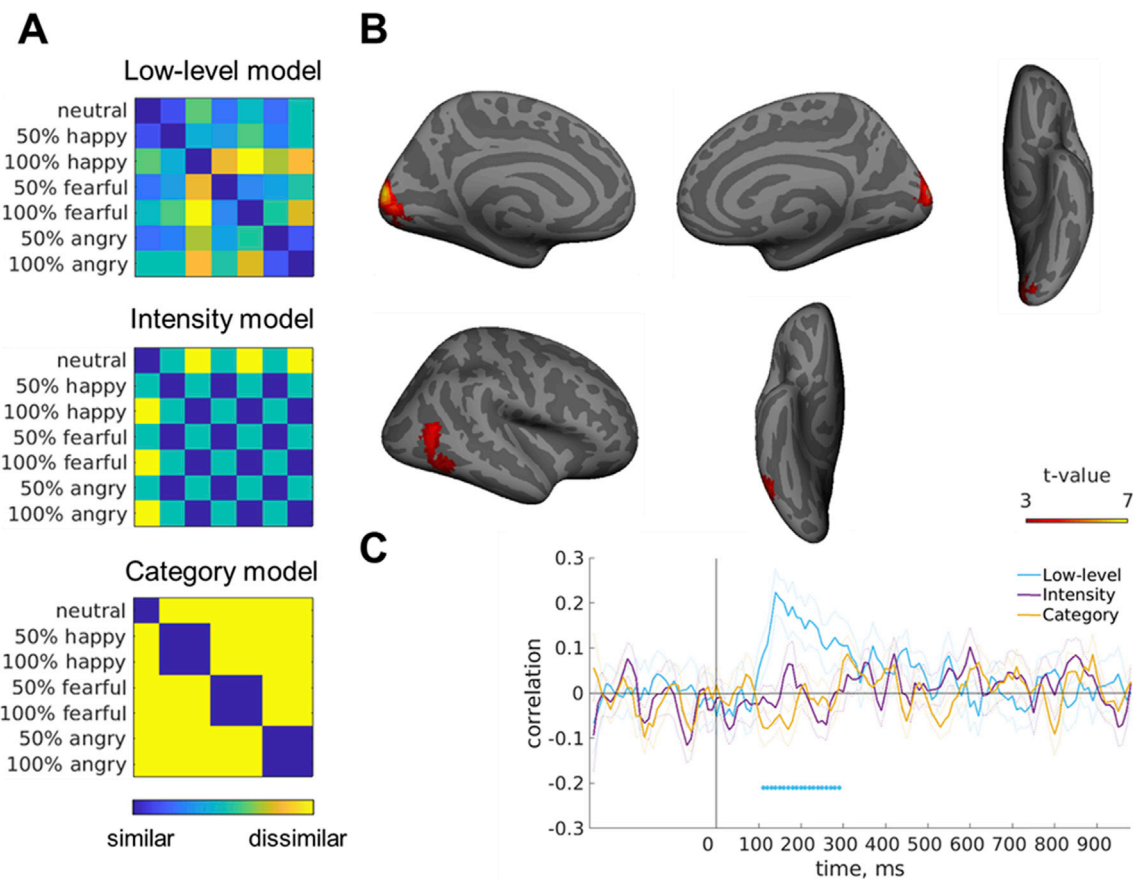 A
Low-level model
neutral
50% happy
100% happy
50% fearful
100% fearful
50% angry
100% angry
Intensity model
neutral
50% happy
100% happy
50% fearful
100% fearful
50% angry
100% angry
Category model
neutral
50% happy
100% happy
50% fearful
100% fearful
50% angry
100% angry
similar dissimilar
B
t-value
3 7
C
Low-level
Intensity
Category
correlation
0.3
0.2
0.1
0
-0.1
-0.2
-0.3
0 100 200 300 400 500 600 700 800 900
time, ms